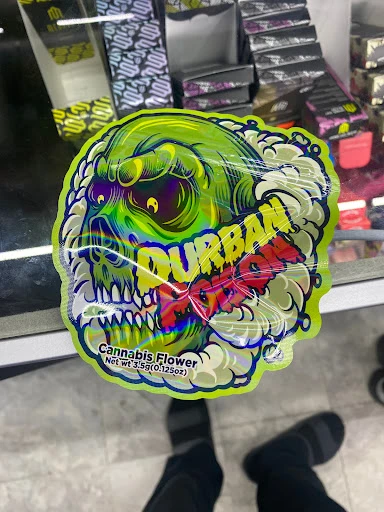 DURBAN
POISON
Cannabis Flower
Net wt 3.5g(0.125oz)